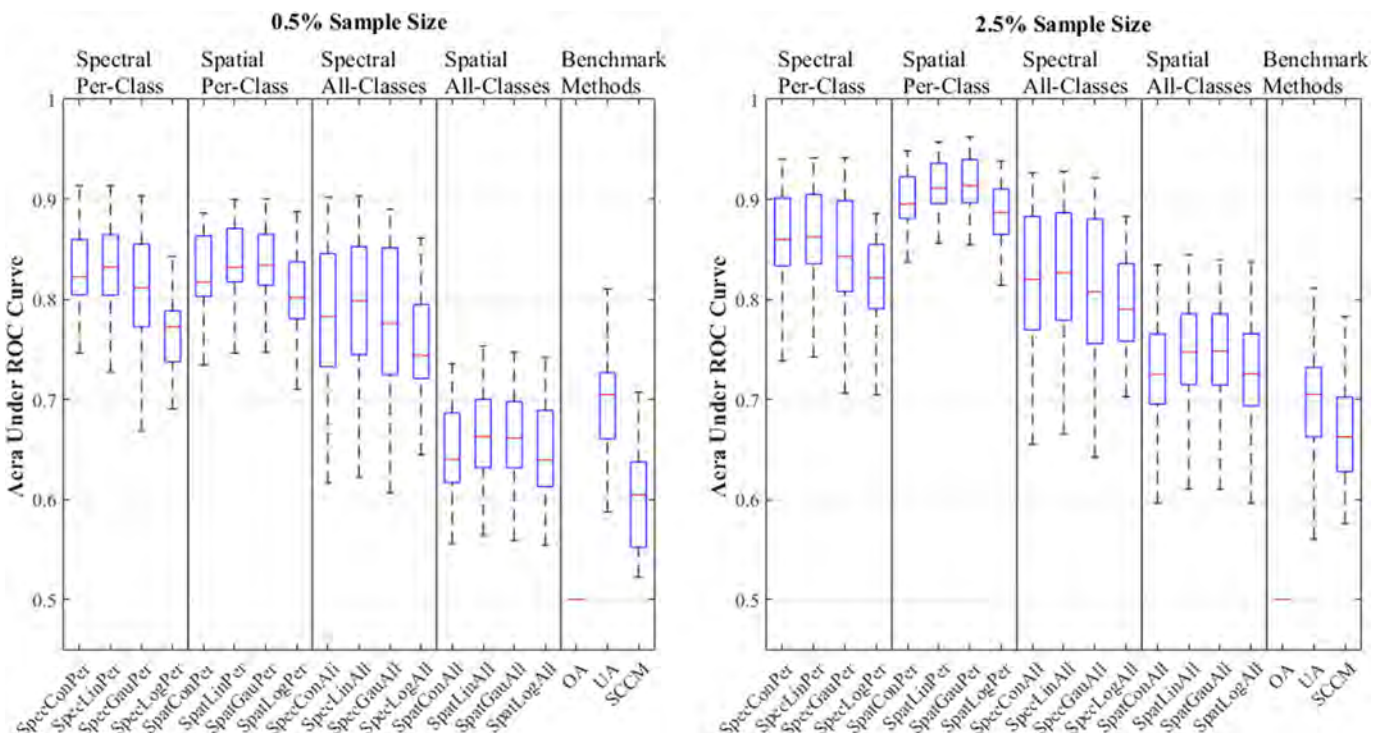 0.5% Sample Size
Spectral
Per-Class
Spatial
Per-Class
Spectral
All-Classes
Spatial
All-Classes
Benchmark
Methods
Aera Under ROC Curve
1
0.9
0.8
0.7
0.6
0.5
SpecConPer
SpecLinPer
SpecGauPer
SpecLogPer
SpatConPer
SpatLinPer
SpatGauPer
SpatLogPer
SpecConAll
SpecLinAll
SpecGauAll
SpecLogAll
SpatConAll
SpatLinAll
SpatGauAll
SpatLogAll
OA
UA
SCCM
2.5% Sample Size
Spectral
Per-Class
Spatial
Per-Class
Spectral
All-Classes
Spatial
All-Classes
Benchmark
Methods
Aera Under ROC Curve
1
0.9
0.8
0.7
0.6
0.5
SpecConPer
SpecLinPer
SpecGauPer
SpecLogPer
SpatConPer
SpatLinPer
SpatGauPer
SpatLogPer
SpecConAll
SpecLinAll
SpecGauAll
SpecLogAll
SpatConAll
SpatLinAll
SpatGauAll
SpatLogAll
OA
UA
SCCM